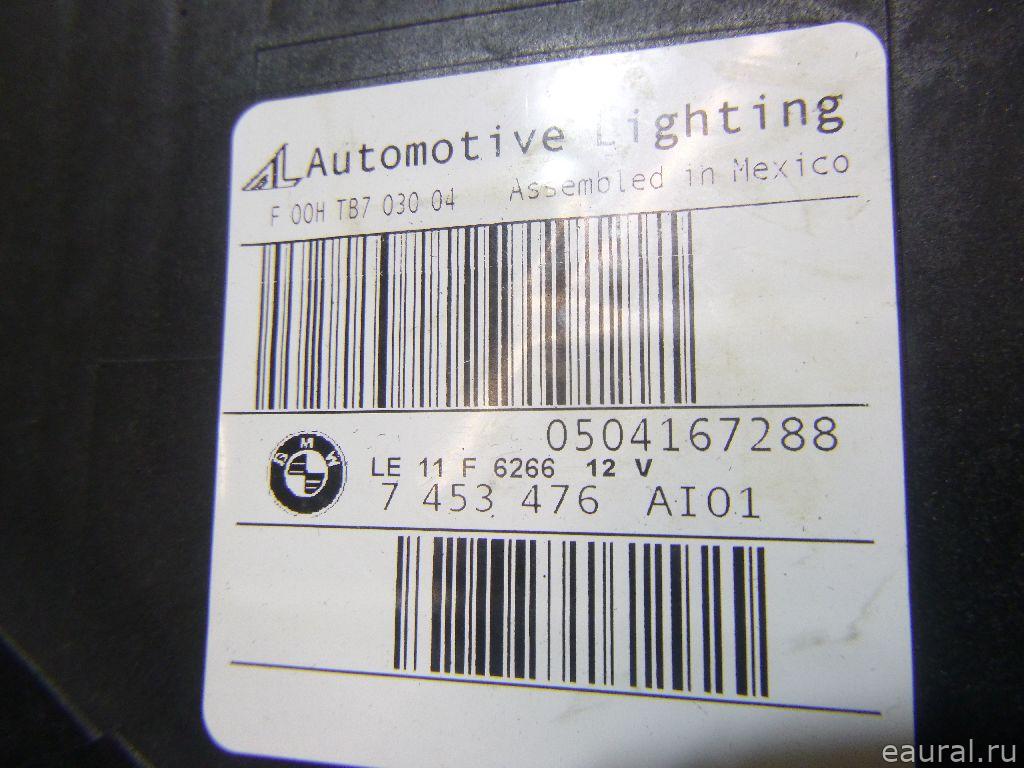 AL Automotive Lighting
F 00H TB7 030 04 Assembled in Mexico
0504167288
BMW
LE 11 F 6266 12 V
7 453 476 AI01
eaural.ru